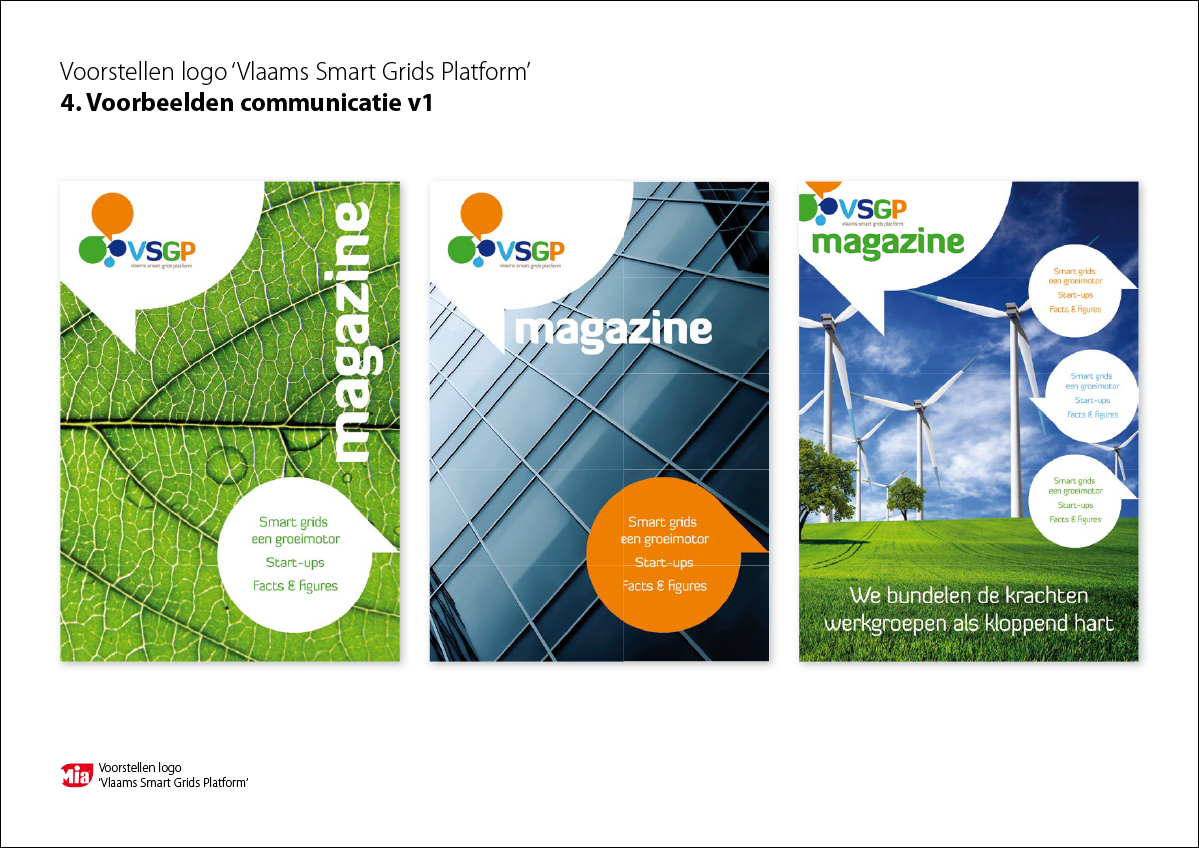 Voorstellen logo ‘Vlaams Smart Grids Platform’
4. Voorbeelden communicatie v1
VSGP
vlaams smart grids platform
magazine
Smart grids
een groeimotor
Start-ups
Facts & figures
VSGP
vlaams smart grids platform
magazine
Smart grids
een groeimotor
Start-ups
Facts & figures
VSGP
vlaams smart grids platform
magazine
Smart grids
een groeimotor
Start-ups
Facts & figures
Smart grids
een groeimotor
Start-ups
Facts & figures
Smart grids
een groeimotor
Start-ups
Facts & figures
We bundelen de krachten
werkgroepen als kloppend hart
Mia
Voorstellen logo
‘Vlaams Smart Grids Platform’